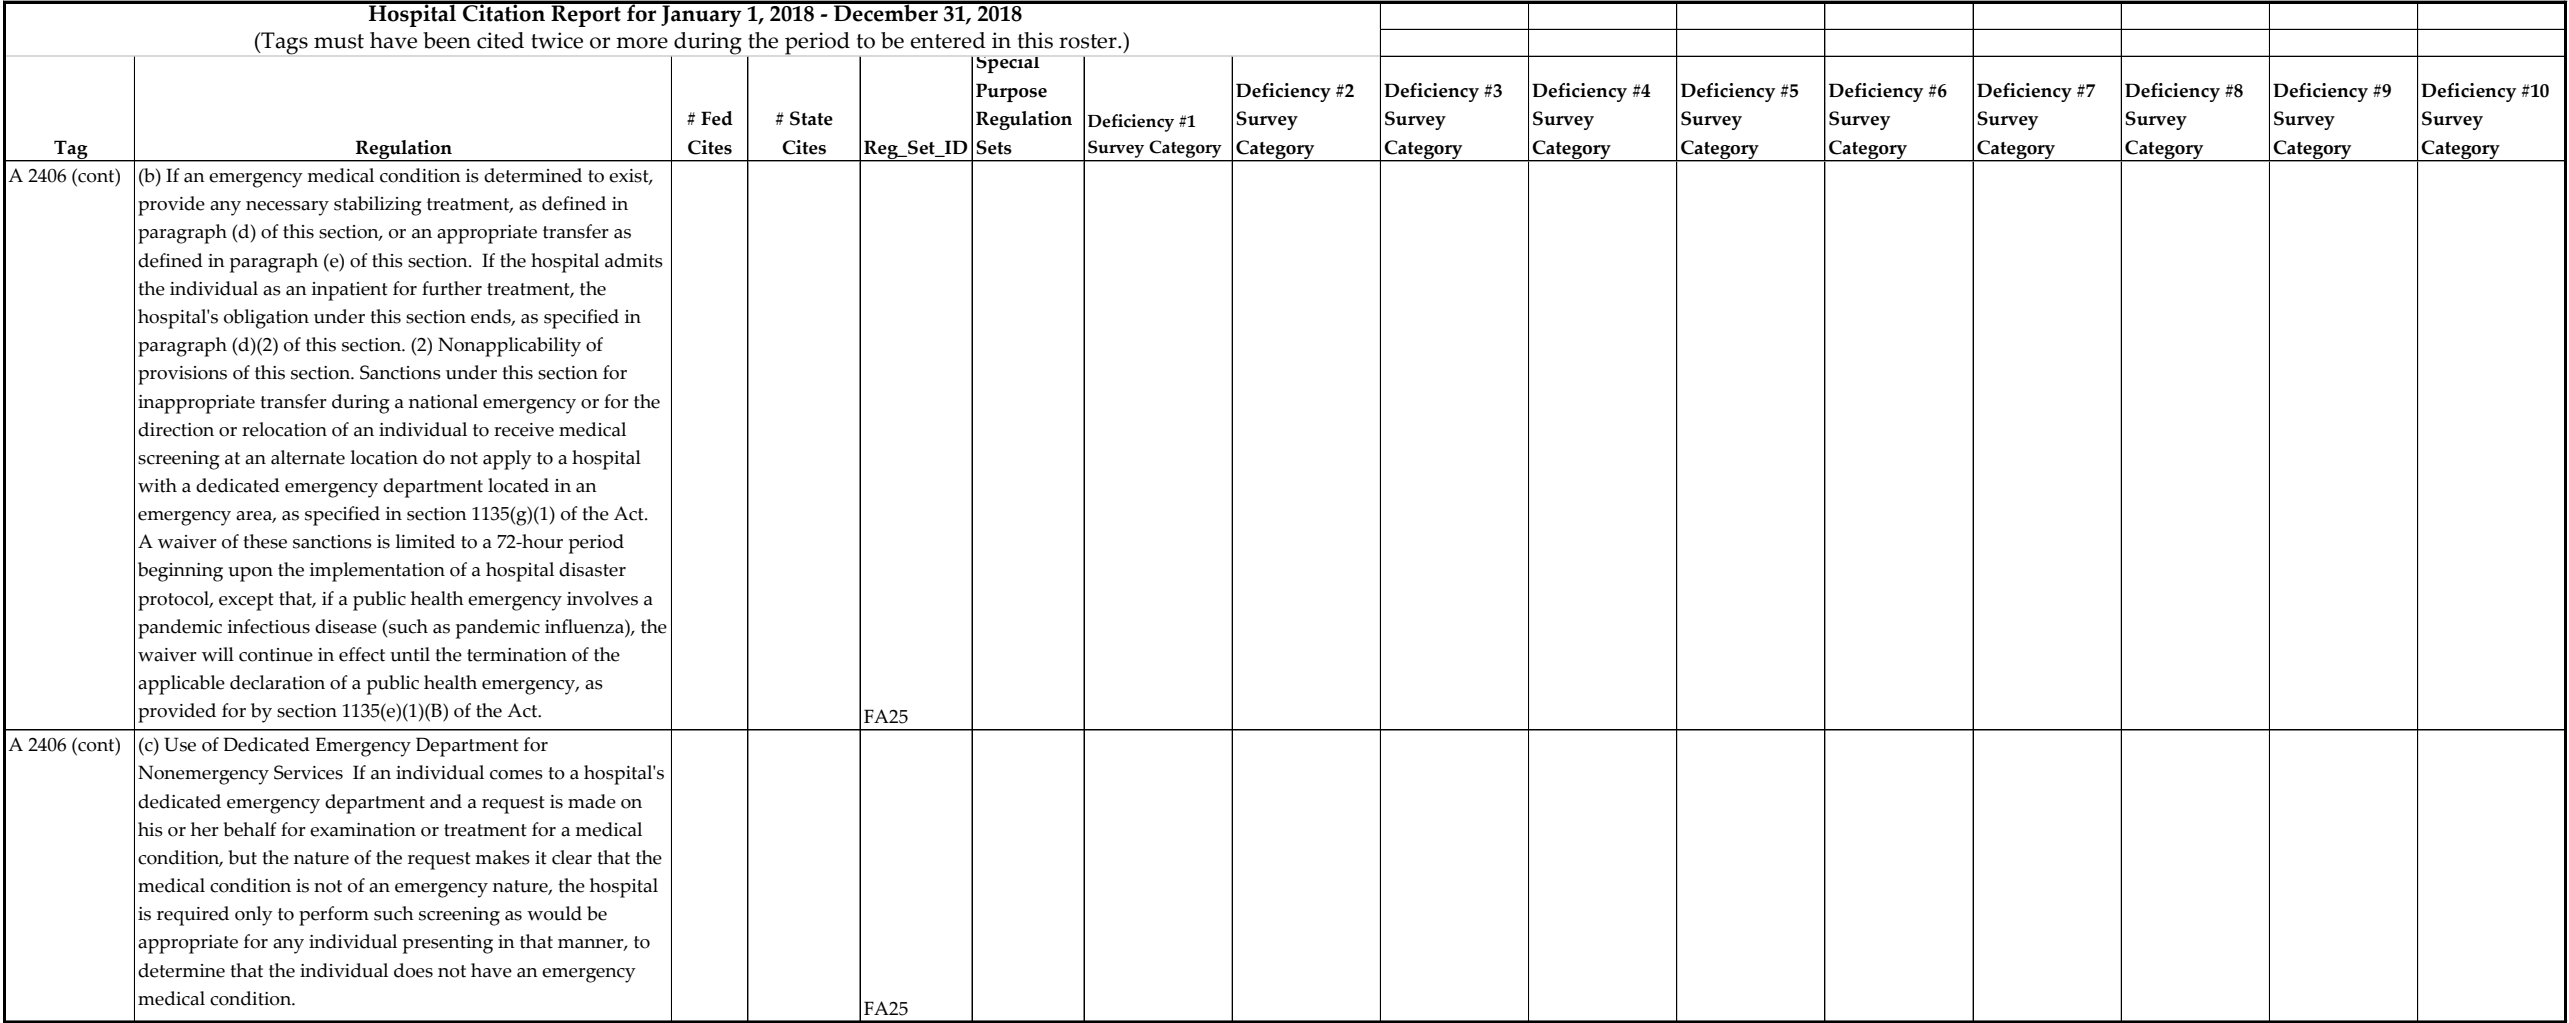 Hospital Citation Report for January 1, 2018 - December 31, 2018
(Tags must have been cited twice or more during the period to be entered in this roster.)
Tag
Regulation
# Fed
Cites
# State
Cites
Reg_Set_ID
Special
Purpose
Regulation
Sets
Deficiency #1
Survey Category
Deficiency #2
Survey
Category
Deficiency #3
Survey
Category
Deficiency #4
Survey
Category
Deficiency #5
Survey
Category
Deficiency #6
Survey
Category
Deficiency #7
Survey
Category
Deficiency #8
Survey
Category
Deficiency #9
Survey
Category
Deficiency #10
Survey
Category
A 2406 (cont)
(b) If an emergency medical condition is determined to exist,
provide any necessary stabilizing treatment, as defined in
paragraph (d) of this section, or an appropriate transfer as
defined in paragraph (e) of this section.  If the hospital admits
the individual as an inpatient for further treatment, the
hospital's obligation under this section ends, as specified in
paragraph (d)(2) of this section. (2) Nonapplicability of
provisions of this section. Sanctions under this section for
inappropriate transfer during a national emergency or for the
direction or relocation of an individual to receive medical
screening at an alternate location do not apply to a hospital
with a dedicated emergency department located in an
emergency area, as specified in section 1135(g)(1) of the Act.
A waiver of these sanctions is limited to a 72-hour period
beginning upon the implementation of a hospital disaster
protocol, except that, if a public health emergency involves a
pandemic infectious disease (such as pandemic influenza), the
waiver will continue in effect until the termination of the
applicable declaration of a public health emergency, as
provided for by section 1135(e)(1)(B) of the Act.
FA25
A 2406 (cont)
(c) Use of Dedicated Emergency Department for
Nonemergency Services  If an individual comes to a hospital's
dedicated emergency department and a request is made on
his or her behalf for examination or treatment for a medical
condition, but the nature of the request makes it clear that the
medical condition is not of an emergency nature, the hospital
is required only to perform such screening as would be
appropriate for any individual presenting in that manner, to
determine that the individual does not have an emergency
medical condition.
FA25